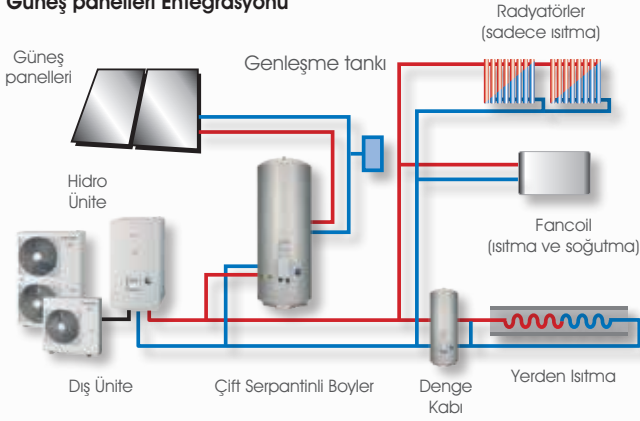 Güneş panelleri Entegrasyonu
Radyatörler
(sadece ısıtma)
Güneş
panelleri
Genleşme tankı
Hidro
Ünite
Fancoil
(ısıtma ve soğutma)
Dış Ünite
Çift Serpantinli Boyler
Denge
Kabı
Yerden Isıtma